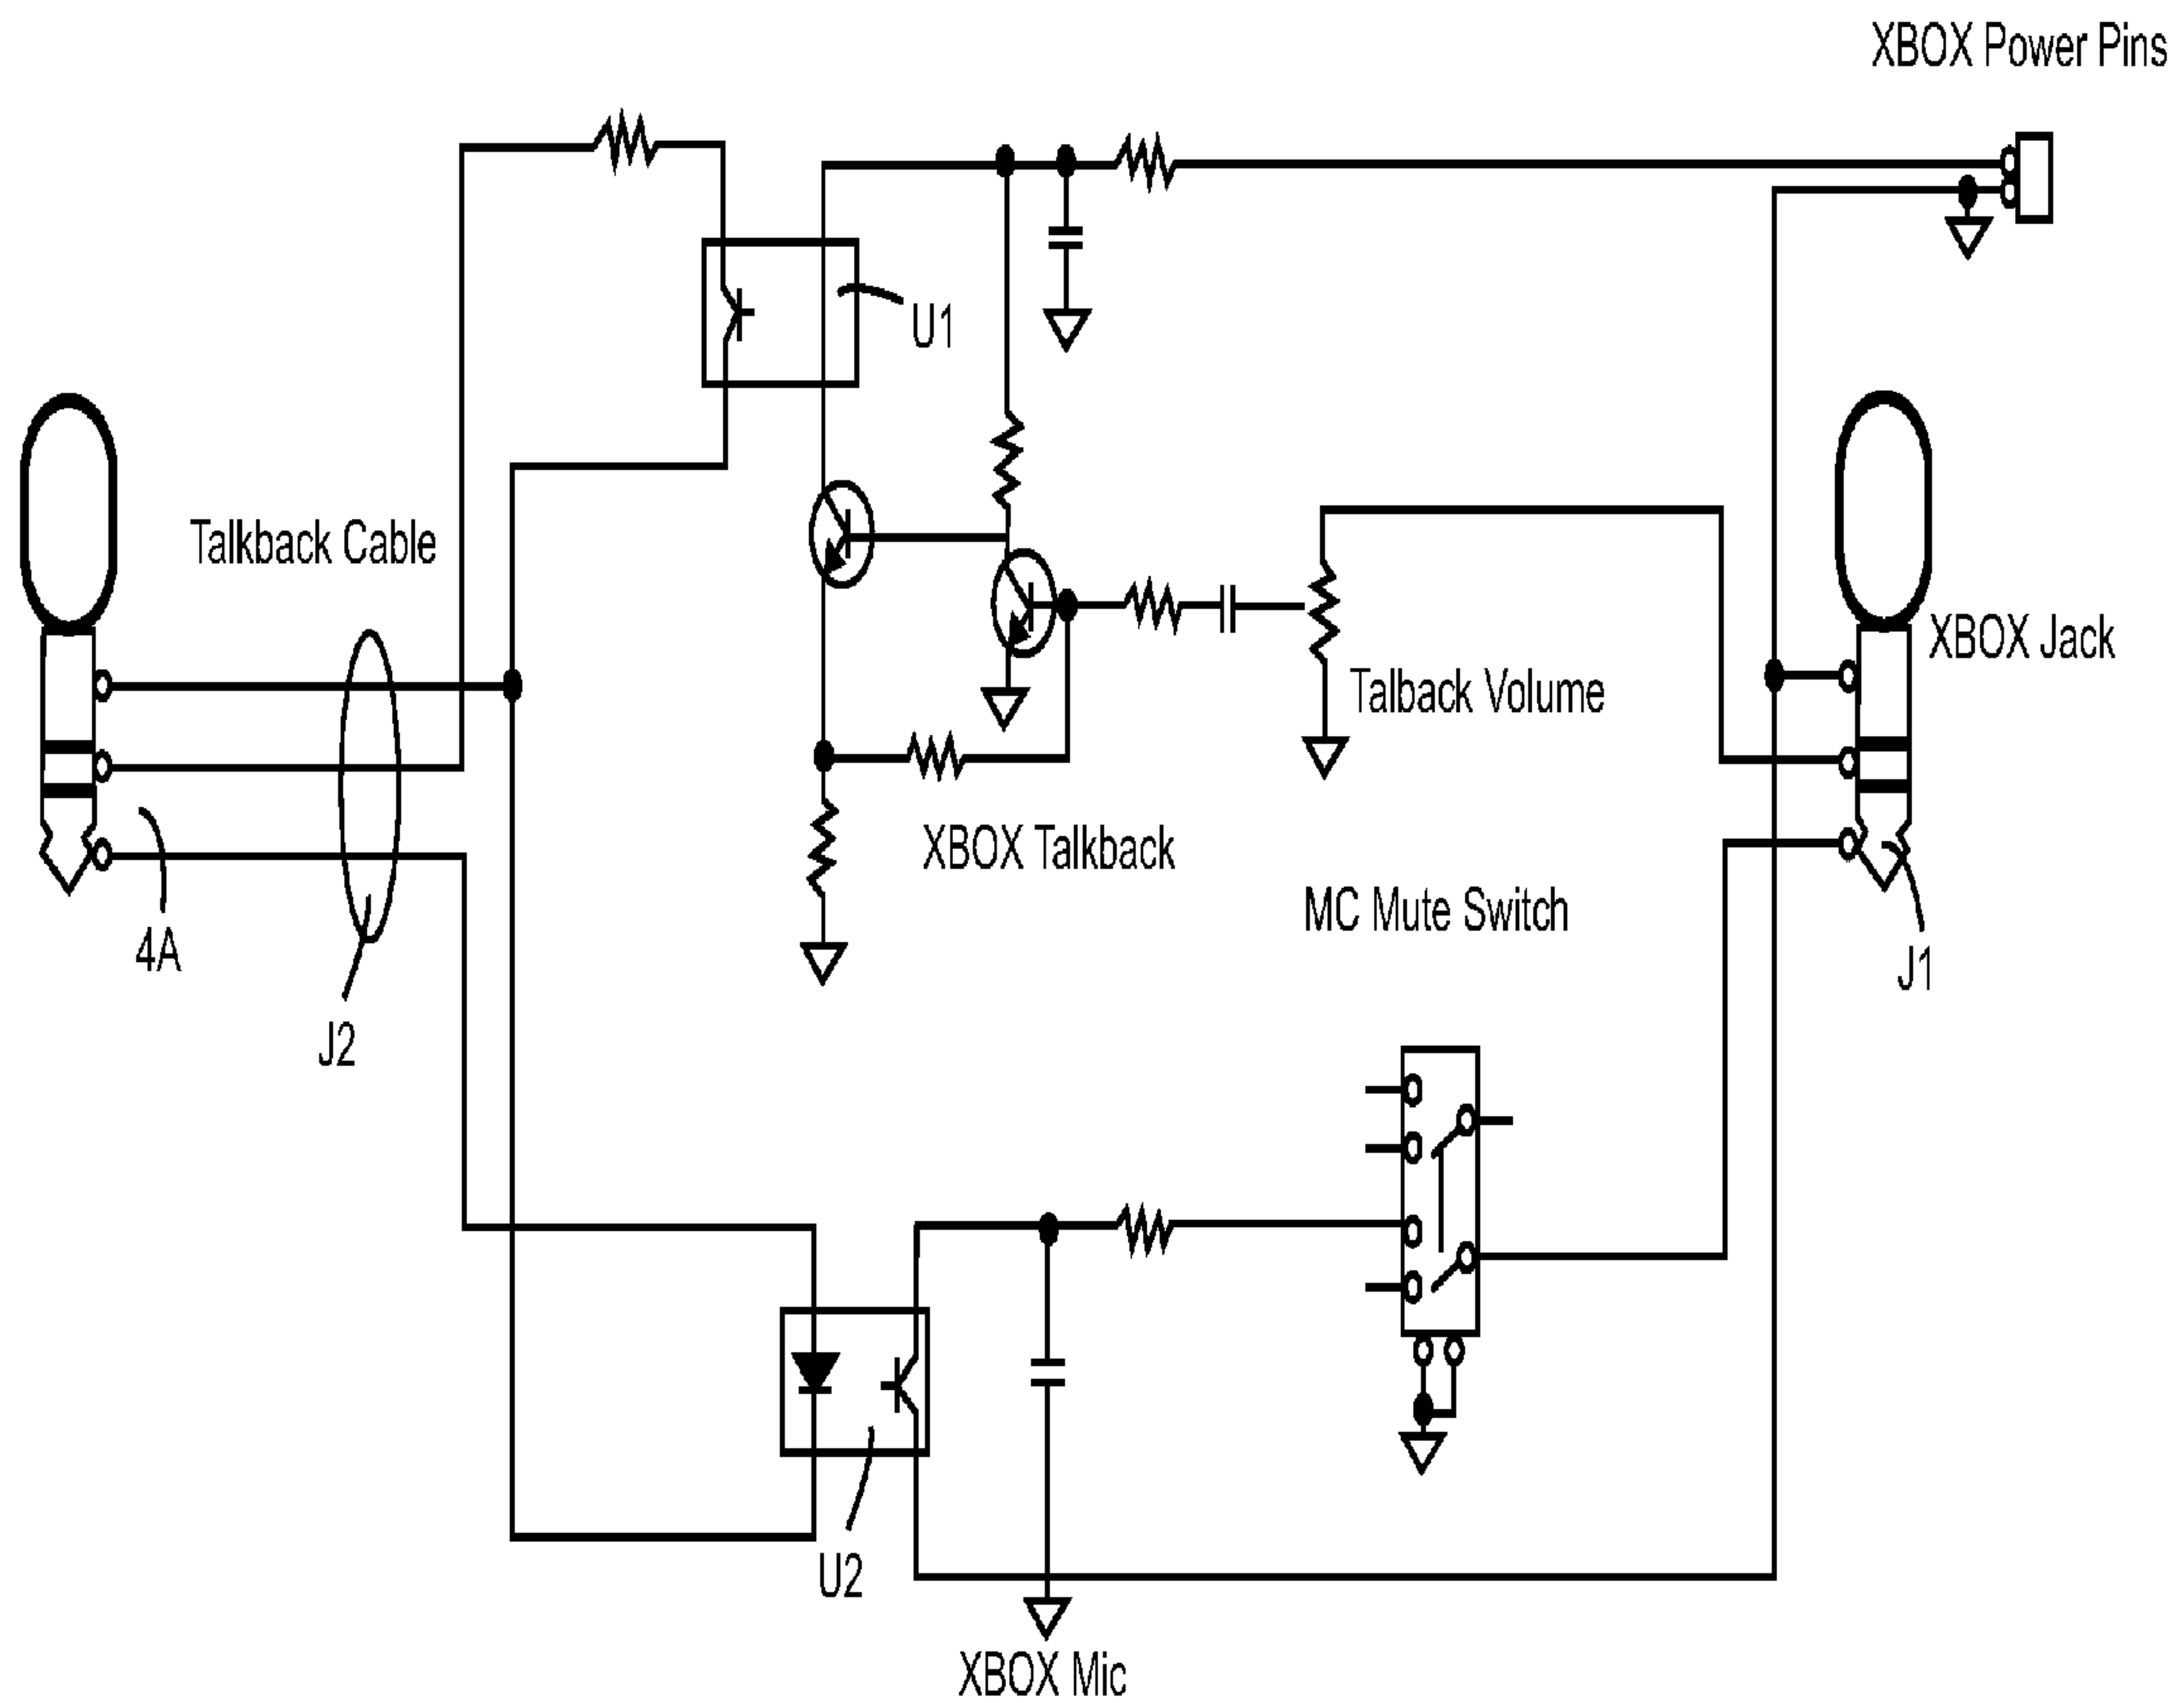 XBOX Power Pins
U1
Talkback Cable
XBOX Jack
Talback Volume
XBOX Talkback
MC Mute Switch
4A
J1
J2
U2
XBOX Mic